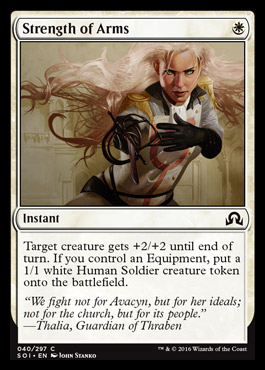 Strength of Arms
Instant
Target creature gets +2/+2 until end of
turn. If you control an Equipment, put a
1/1 white Human Soldier creature token
onto the battlefield.
“We fight not for Avacyn, but for her ideals;
not for the church, but for its people.”
—Thalia, Guardian of Thraben
040/297 C
SOI • EN John Stanko
™ & © 2016 Wizards of the Coast